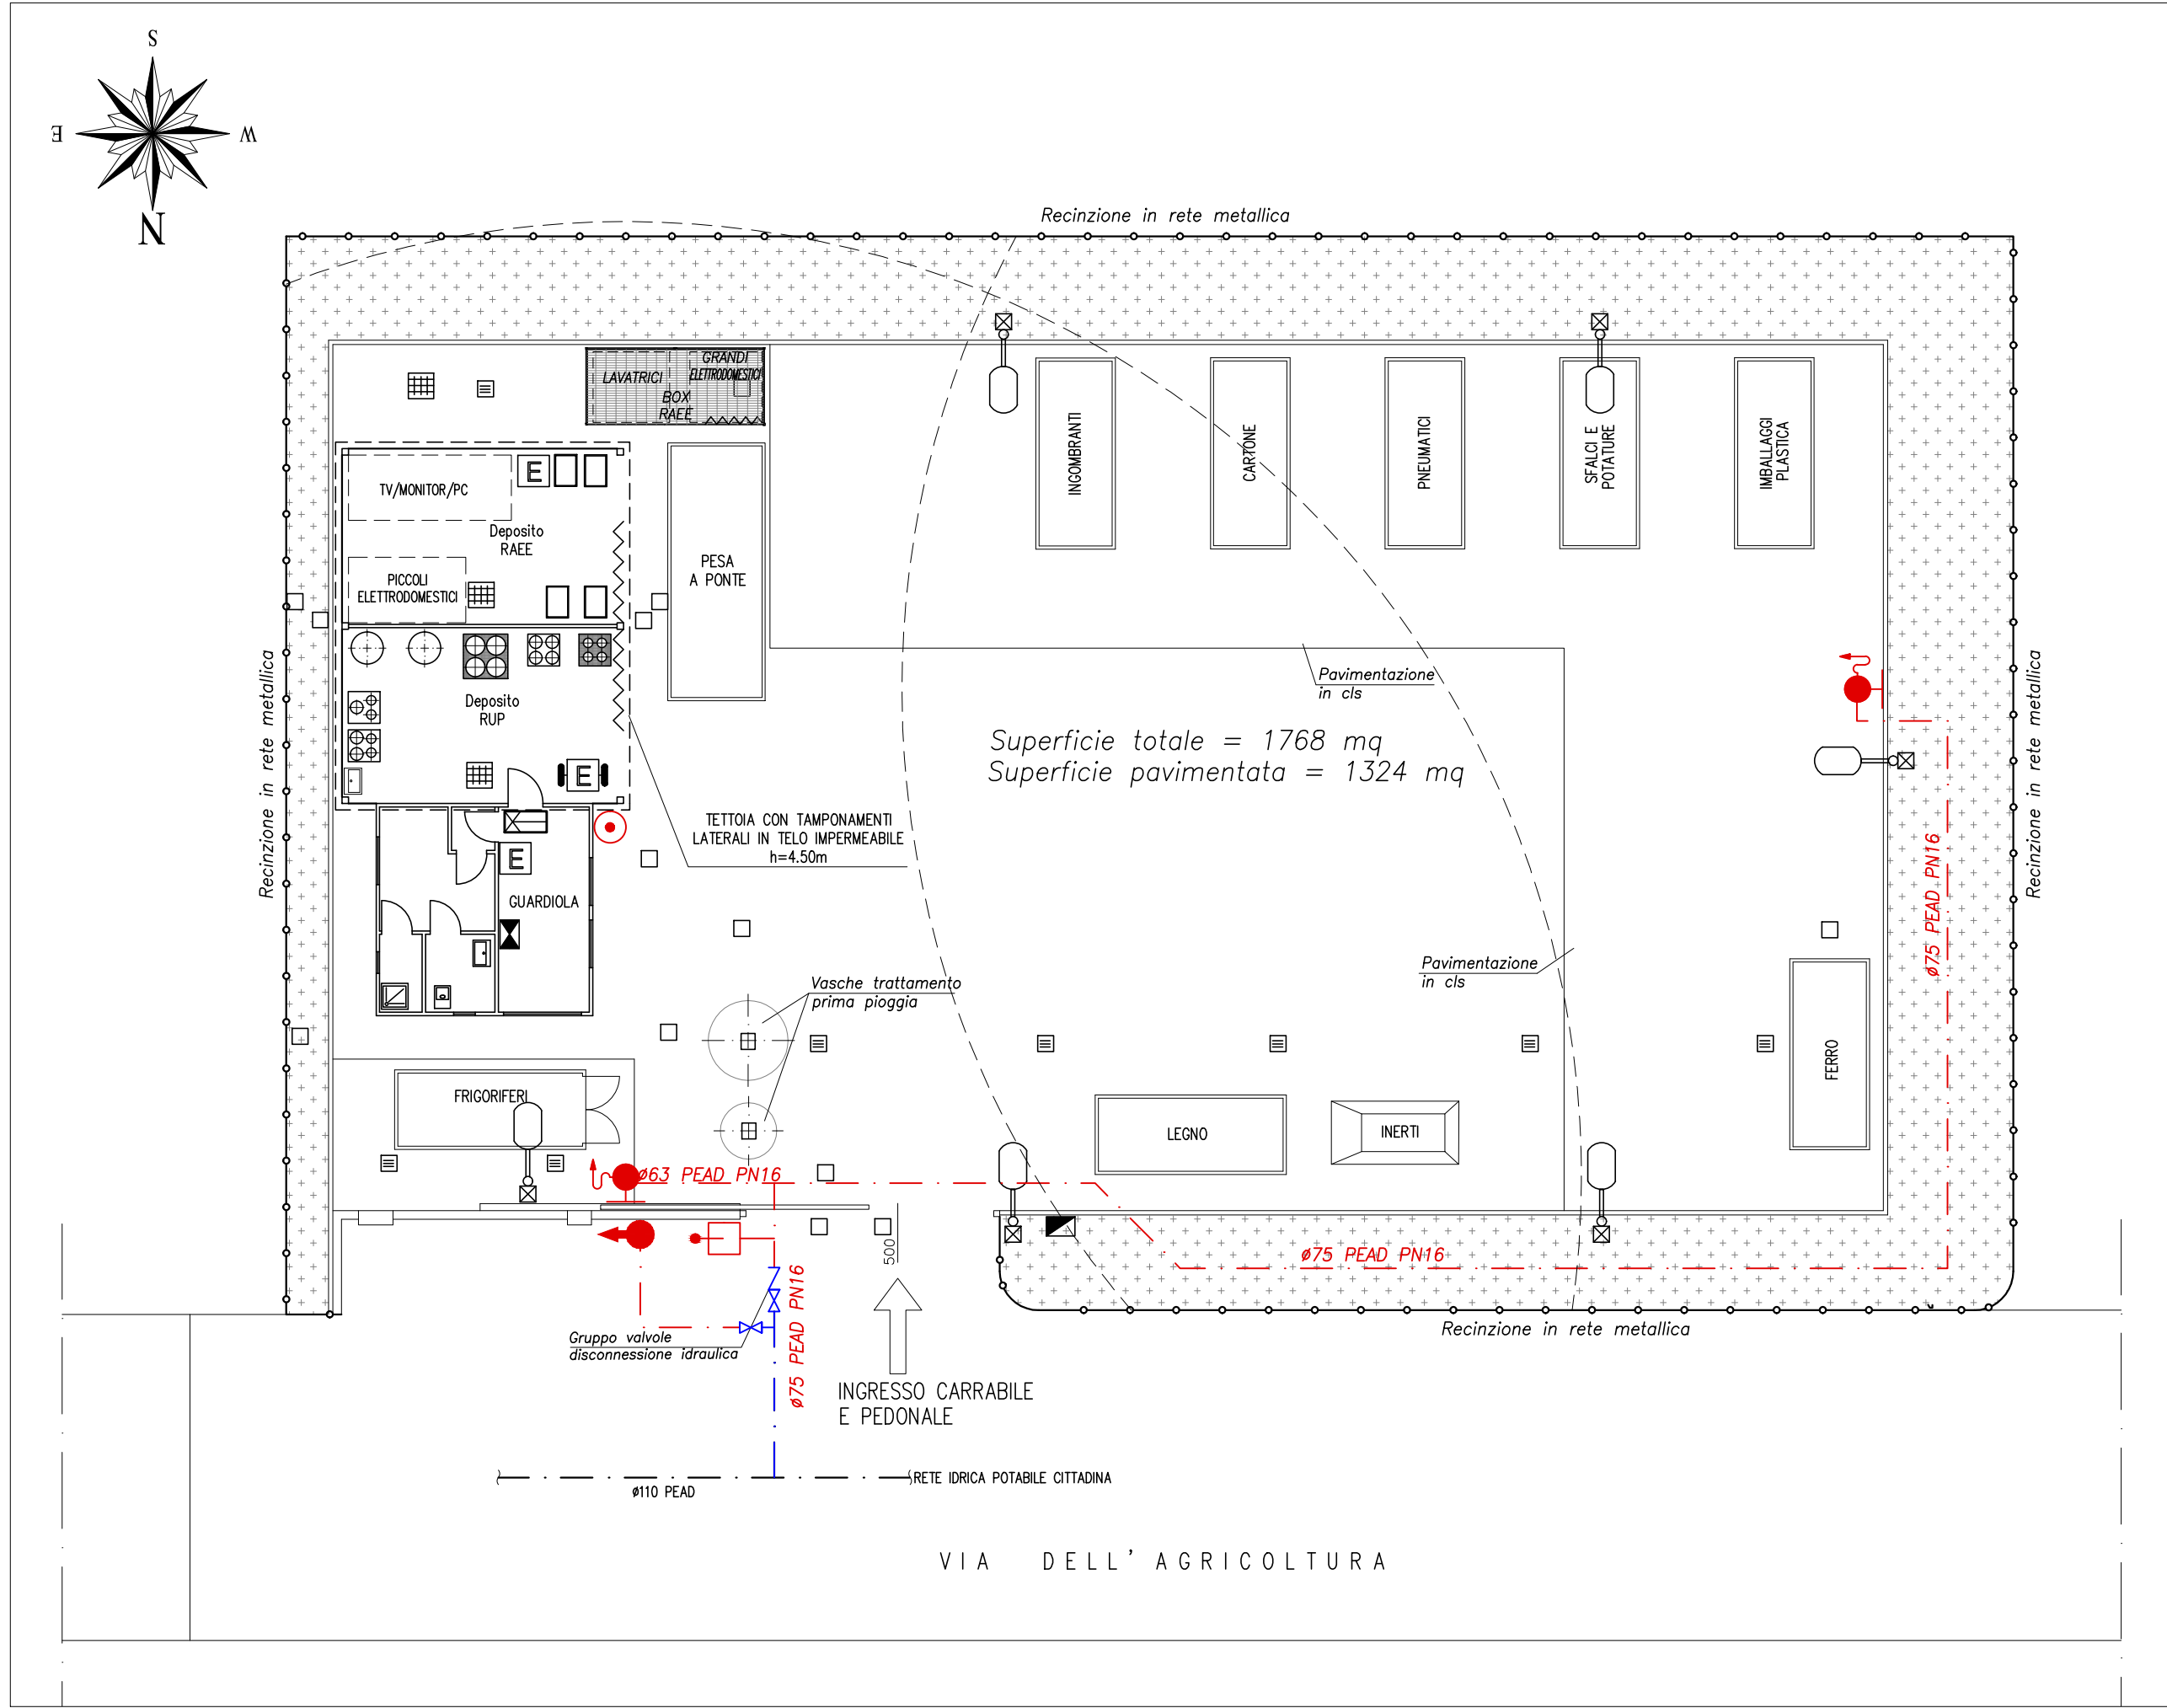 S
E
W
N
Recinzione in rete metallica
GRANDI
ELETTRODOMESTICI
LAVATRICI
BOX
RAEE
TV/MONITOR/PC
E
Deposito
RAEE
PICCOLI
ELETTRODOMESTICI
PESA
A PONTE
INGOMBRANTI
CARTONE
PNEUMATICI
SFALCI E
POTATURE
IMBALLAGGI
PLASTICA
Deposito
RUP
E
Pavimentazione
in cls
Superficie totale = 1768 mq
Superficie pavimentata = 1324 mq
Recinzione in rete metallica
Recinzione in rete metallica
TETTOIA CON TAMPONAMENTI
LATERALI IN TELO IMPERMEABILE
h=4.50m
E
GUARDIOLA
ø75 PEAD PN16
Pavimentazione
in cls
Vasche trattamento
prima pioggia
FERRO
FRIGORIFERI
LEGNO
INERTI
ø63 PEAD PN16
500
ø75 PEAD PN16
ø75 PEAD PN16
Recinzione in rete metallica
Gruppo valvole
disconnessione idraulica
INGRESSO CARRABILE
E PEDONALE
RETE IDRICA POTABILE CITTADINA
ø110 PEAD
VIA DELL'AGRICOLTURA